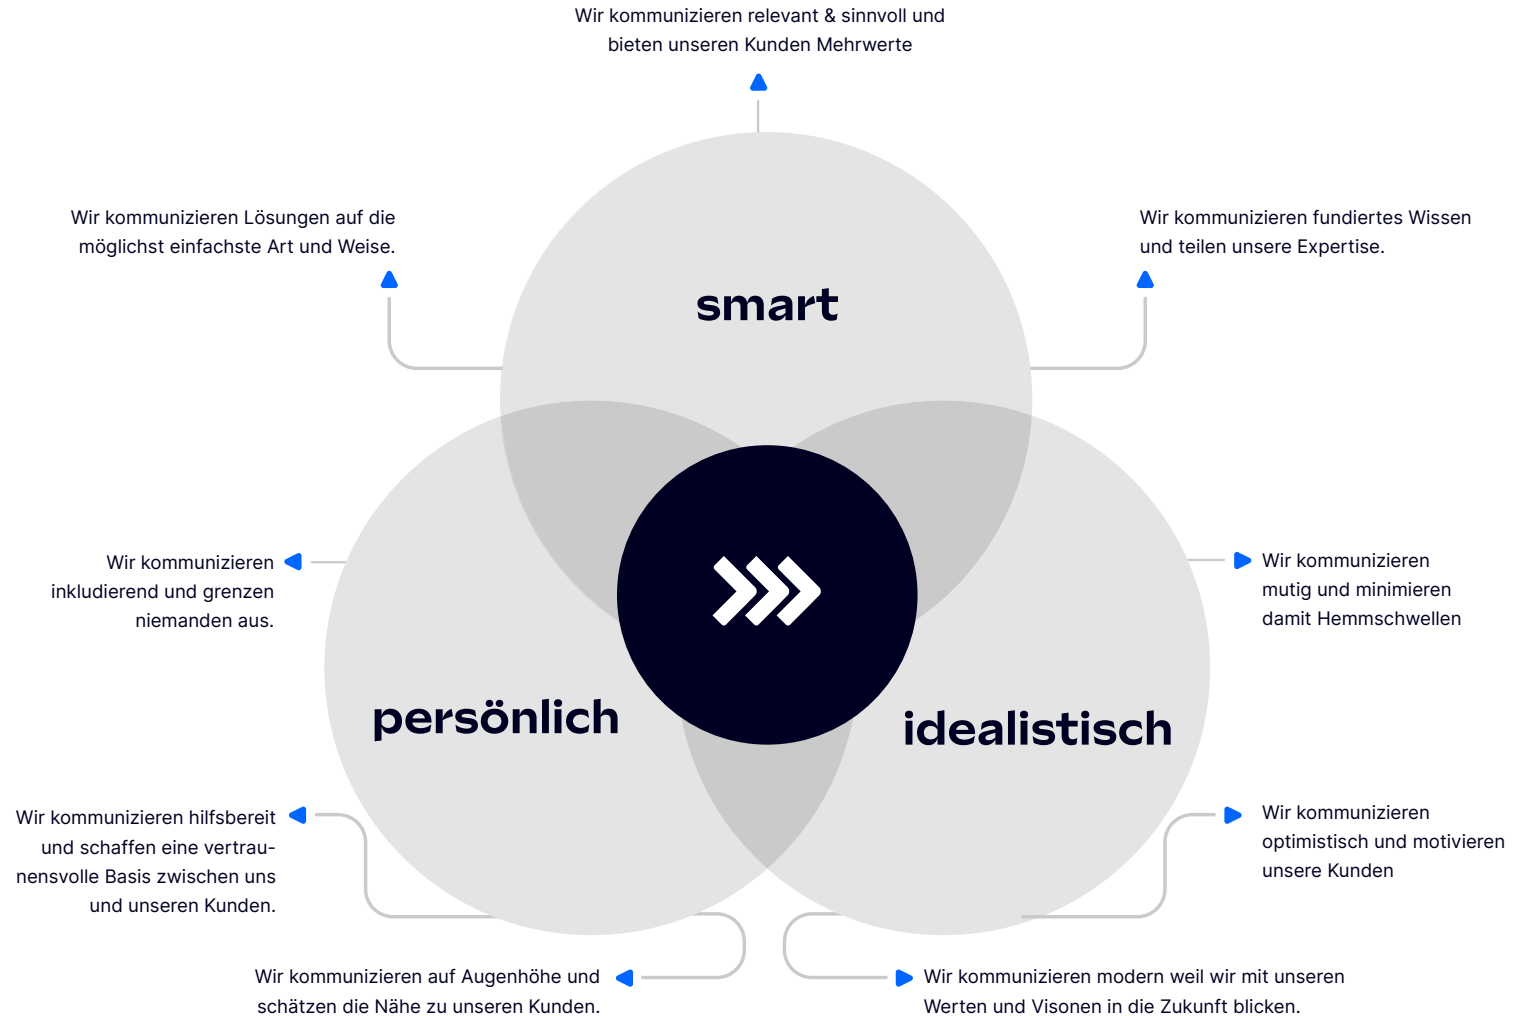 Wir kommunizieren relevant & sinnvoll und
bieten unseren Kunden Mehrwerte
Wir kommunizieren Lösungen auf die
möglichst einfachste Art und Weise.
Wir kommunizieren fundiertes Wissen
und teilen unsere Expertise.
smart
Wir kommunizieren
inkludierend und grenzen
niemanden aus.
Wir kommunizieren
mutig und minimieren
damit Hemmschwellen
persönlich
idealistisch
Wir kommunizieren hilfsbereit
und schaffen eine vertrau-
nensvolle Basis zwischen uns
und unseren Kunden.
Wir kommunizieren
optimistisch und motivieren
unsere Kunden
Wir kommunizieren auf Augenhöhe und
schätzen die Nähe zu unseren Kunden.
Wir kommunizieren modern weil wir mit unseren
Werten und Visonen in die Zukunft blicken.